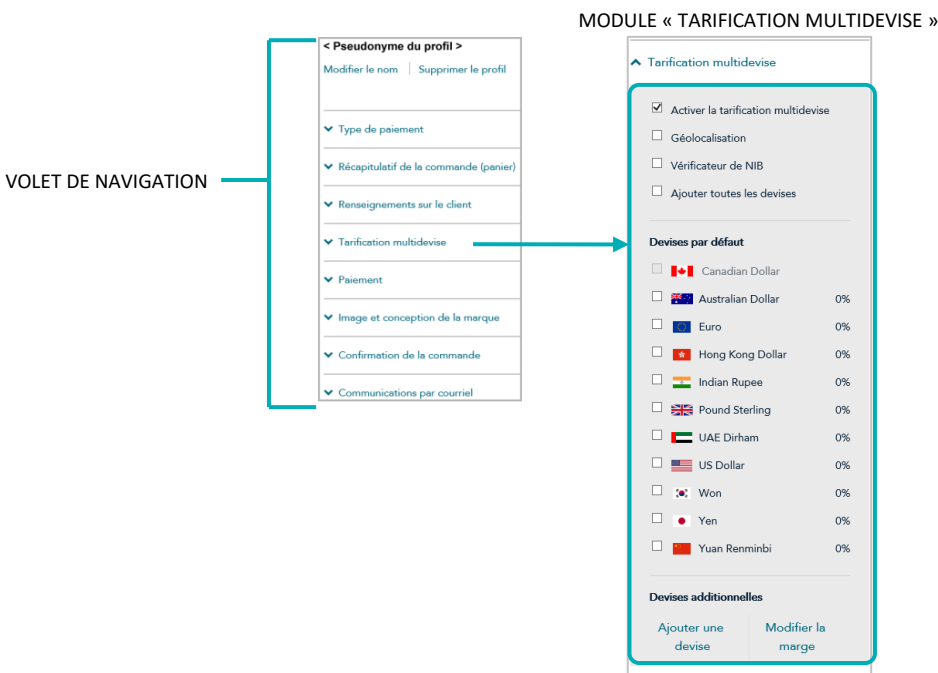 MODULE « TARIFICATION MULTIDEVISE »
VOLET DE NAVIGATION
< Pseudonyme du profil >
Modifier le nom | Supprimer le profil
Type de paiement
Récapitulatif de la commande (panier)
Renseignements sur le client
Tarification multidevise
Paiement
Image et conception de la marque
Confirmation de la commande
Communications par courriel
Tarification multidevise
Activer la tarification multidevise
Géolocalisation
Vérificateur de NIB
Ajouter toutes les devises
Devises par défaut
Canadian Dollar
Australian Dollar 0%
Euro 0%
Hong Kong Dollar 0%
Indian Rupee 0%
Pound Sterling 0%
UAE Dirham 0%
US Dollar 0%
Won 0%
Yen 0%
Yuan Renminbi 0%
Devises additionnelles
Ajouter une devise
Modifier la marge